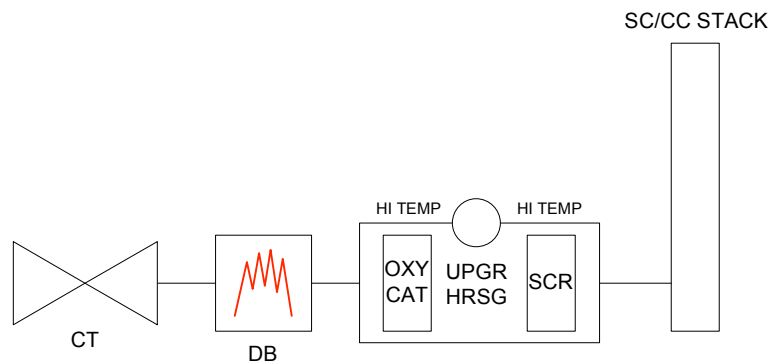 SC/CC STACK
HI TEMP
HI TEMP
OXY
CAT
UPGR
HRSG
SCR
CT
DB